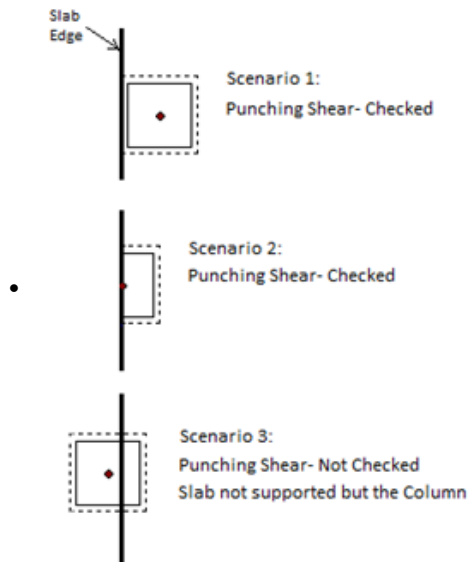 Slab
Edge
Scenario 1:
Punching Shear- Checked
Scenario 2:
Punching Shear- Checked
Scenario 3:
Punching Shear- Not Checked
Slab not supported but the Column